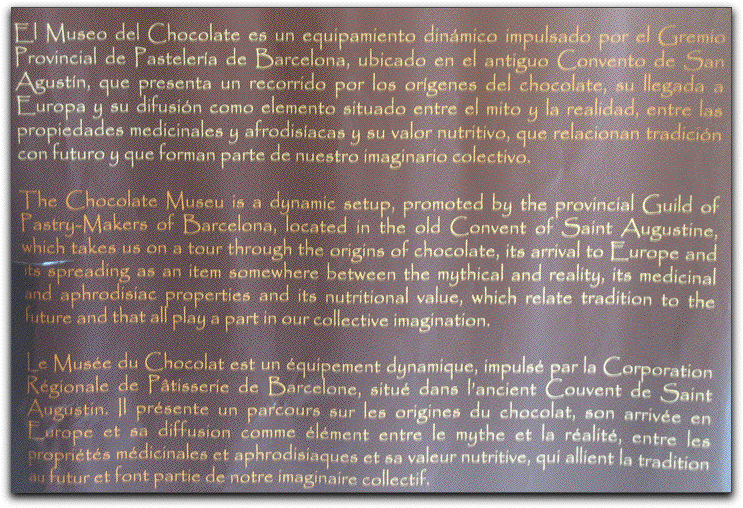 El Museo del Chocolate es un equipamiento dinámico impulsado por el Gremio
Provincial de Pastelería de Barcelona, ubicado en el antiguo Convento de San
Agustín, que presenta un recorrido por los orígenes del chocolate, su llegada a
Europa y su difusión como elemento situado entre el mito y la realidad, entre las
propiedades medicinales y afrodisíacas y su valor nutritivo, que relacionan tradición
con futuro y que forman parte de nuestro imaginario colectivo.
The Chocolate Museu is a dynamic setup, promoted by the provincial Guild of
Pastry-Makers of Barcelona, located in the old Convent of Saint Augustine,
which takes us on a tour through the origins of chocolate, its arrival to Europe and
its spreading as an item somewhere between the mythical and reality, its medicinal
and aphrodisiac properties and its nutritional value, which relate tradition to the
future and that all play a part in our collective imagination.
Le Musée du Chocolat est un équipement dynamique, impulsé par la Corporation
Régionale de Pâtisserie de Barcelone, situé dans l'ancient Couvent de Saint
Augustin. Il présente un parcours sur les origines du chocolat, son arrivée en
Europe et sa diffusion comme élément entre le mythe et la réalité, entre les
propriétés médicinales et aphrodisiaques et sa valeur nutritive, qui allient la tradition
au futur et font partie de notre imaginaire collectif.